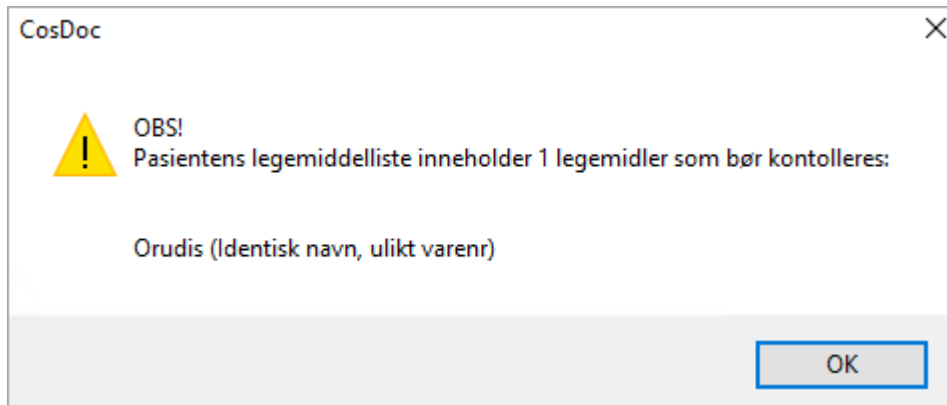 CosDoc
OBS!
Pasientens legemiddelliste inneholder 1 legemidler som bør kontolleres:
Orudis (Identisk navn, ulikt varenr)
OK